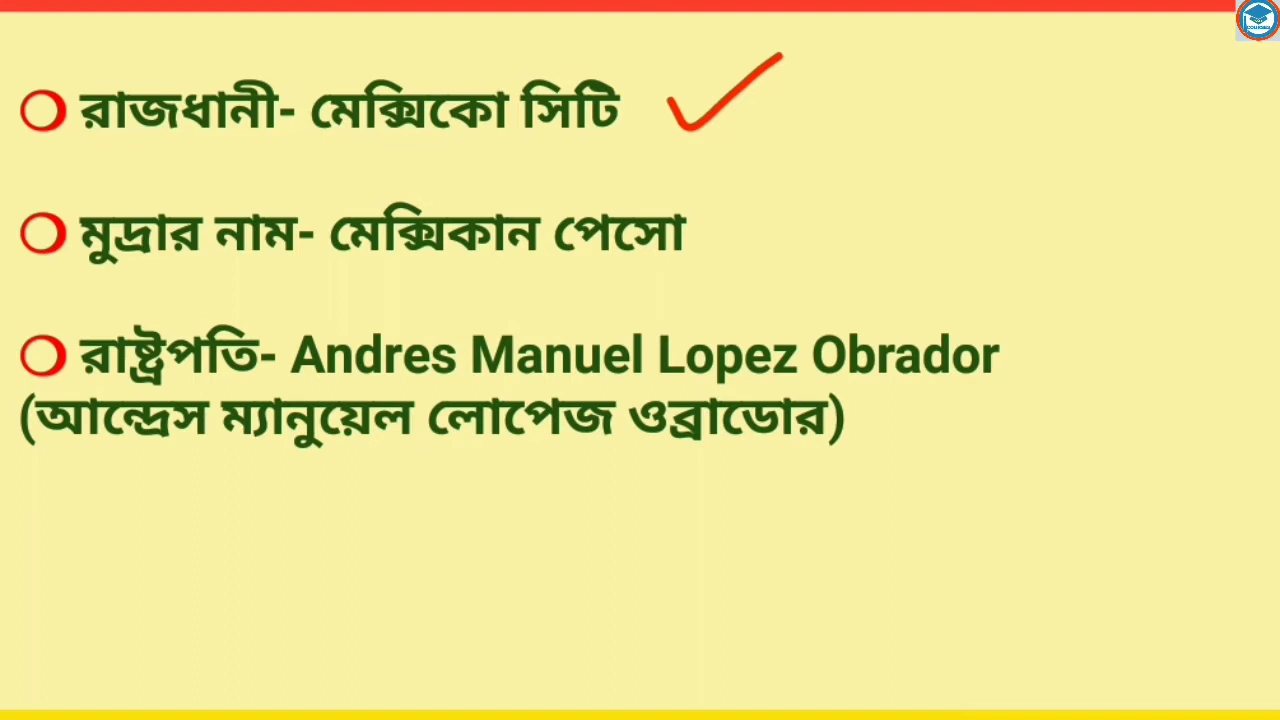 রাজধানী- মেক্সিকো সিটি
মুদ্রার নাম- মেক্সিকান পেসো
রাষ্ট্রপতি- Andres Manuel Lopez Obrador
(আন্দ্রেস ম্যানুয়েল লোপেজ ওব্রাডোর)